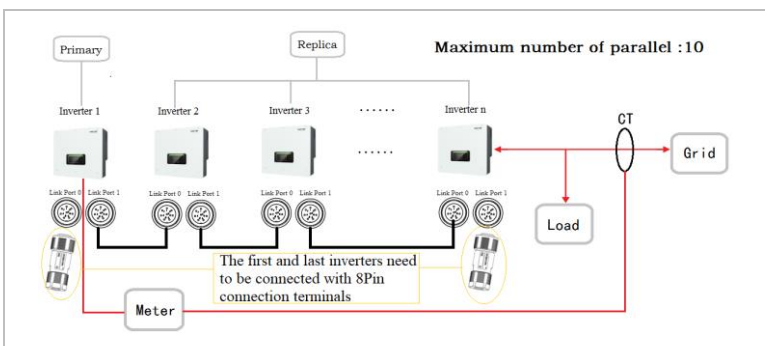 Primary
Replica
Maximum number of parallel :10
Inverter 1
Inverter 2
Inverter 3
......
Inverter n
CT
......
Grid
Link Port 0
Link Port 1
Link Port 0
Link Port 1
Link Port 0
Link Port 1
Link Port 0
Link Port 1
Load
The first and last inverters need
to be connected with 8Pin
connection terminals
Meter